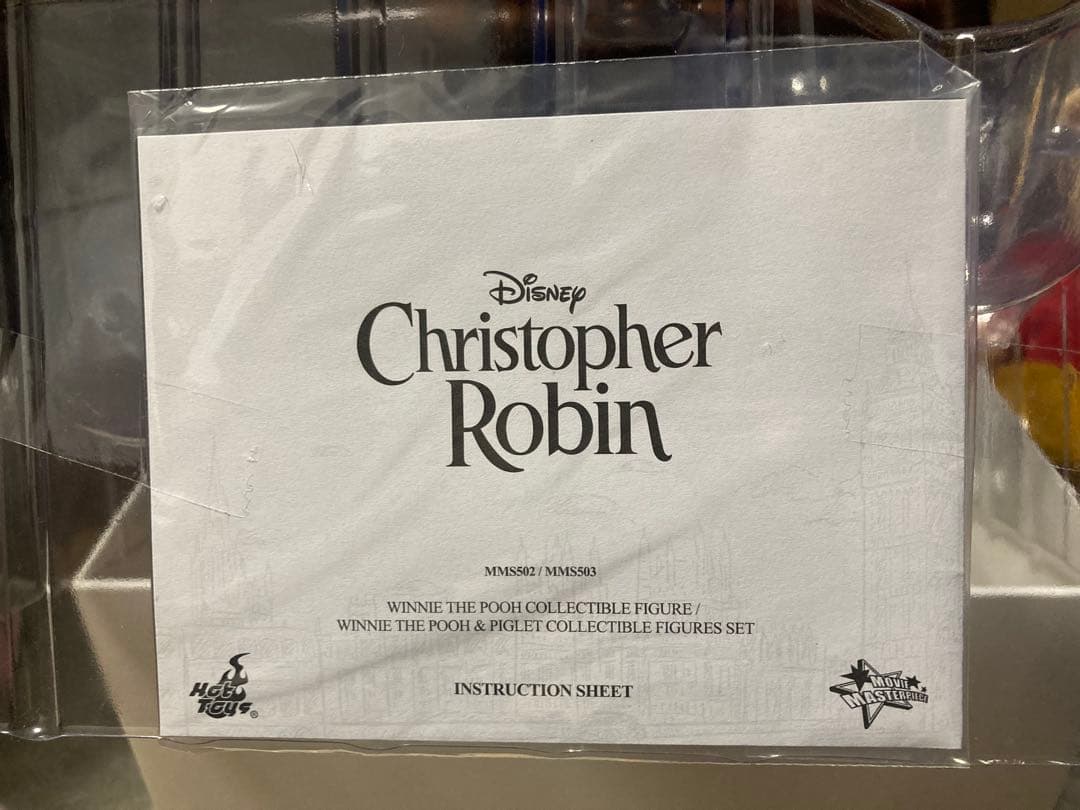 Disney
Christopher
Robin
MMS502 / MMS503
WINNIE THE POOH COLLECTIBLE FIGURE /
WINNIE THE POOH & PIGLET COLLECTIBLE FIGURES SET
INSTRUCTION SHEET
Hot
Toys®
MOVIE
MASTERPIECE